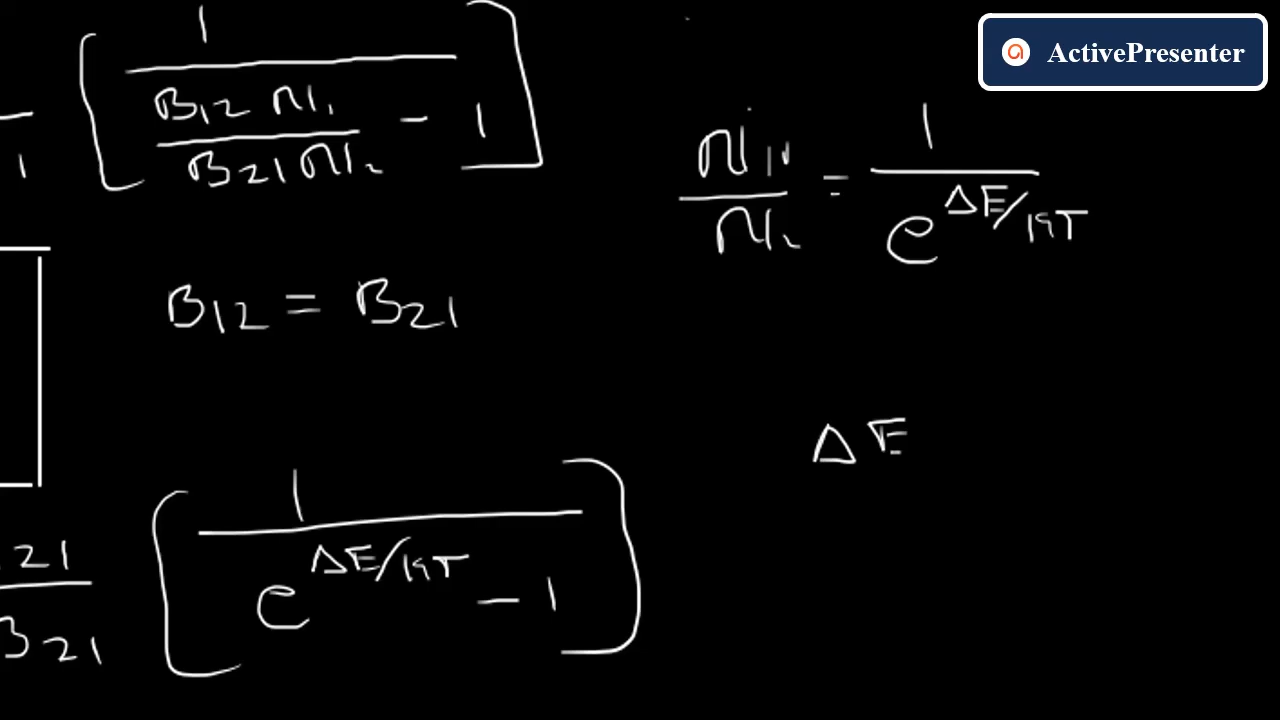 ActivePresenter
1
B12 N1
B21 N2
- 1
1
N1
N2
=
1
e^ΔE/KT
B12 = B21
ΔE
21
B21
1
e^ΔE/KT - 1